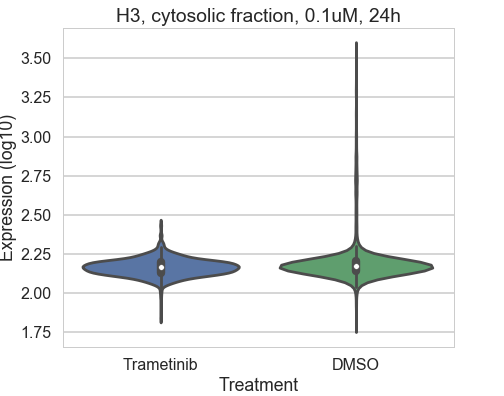 H3, cytosolic fraction, 0.1uM, 24h
Expression (log10)
3.50
3.25
3.00
2.75
2.50
2.25
2.00
1.75
Trametinib DMSO
Treatment